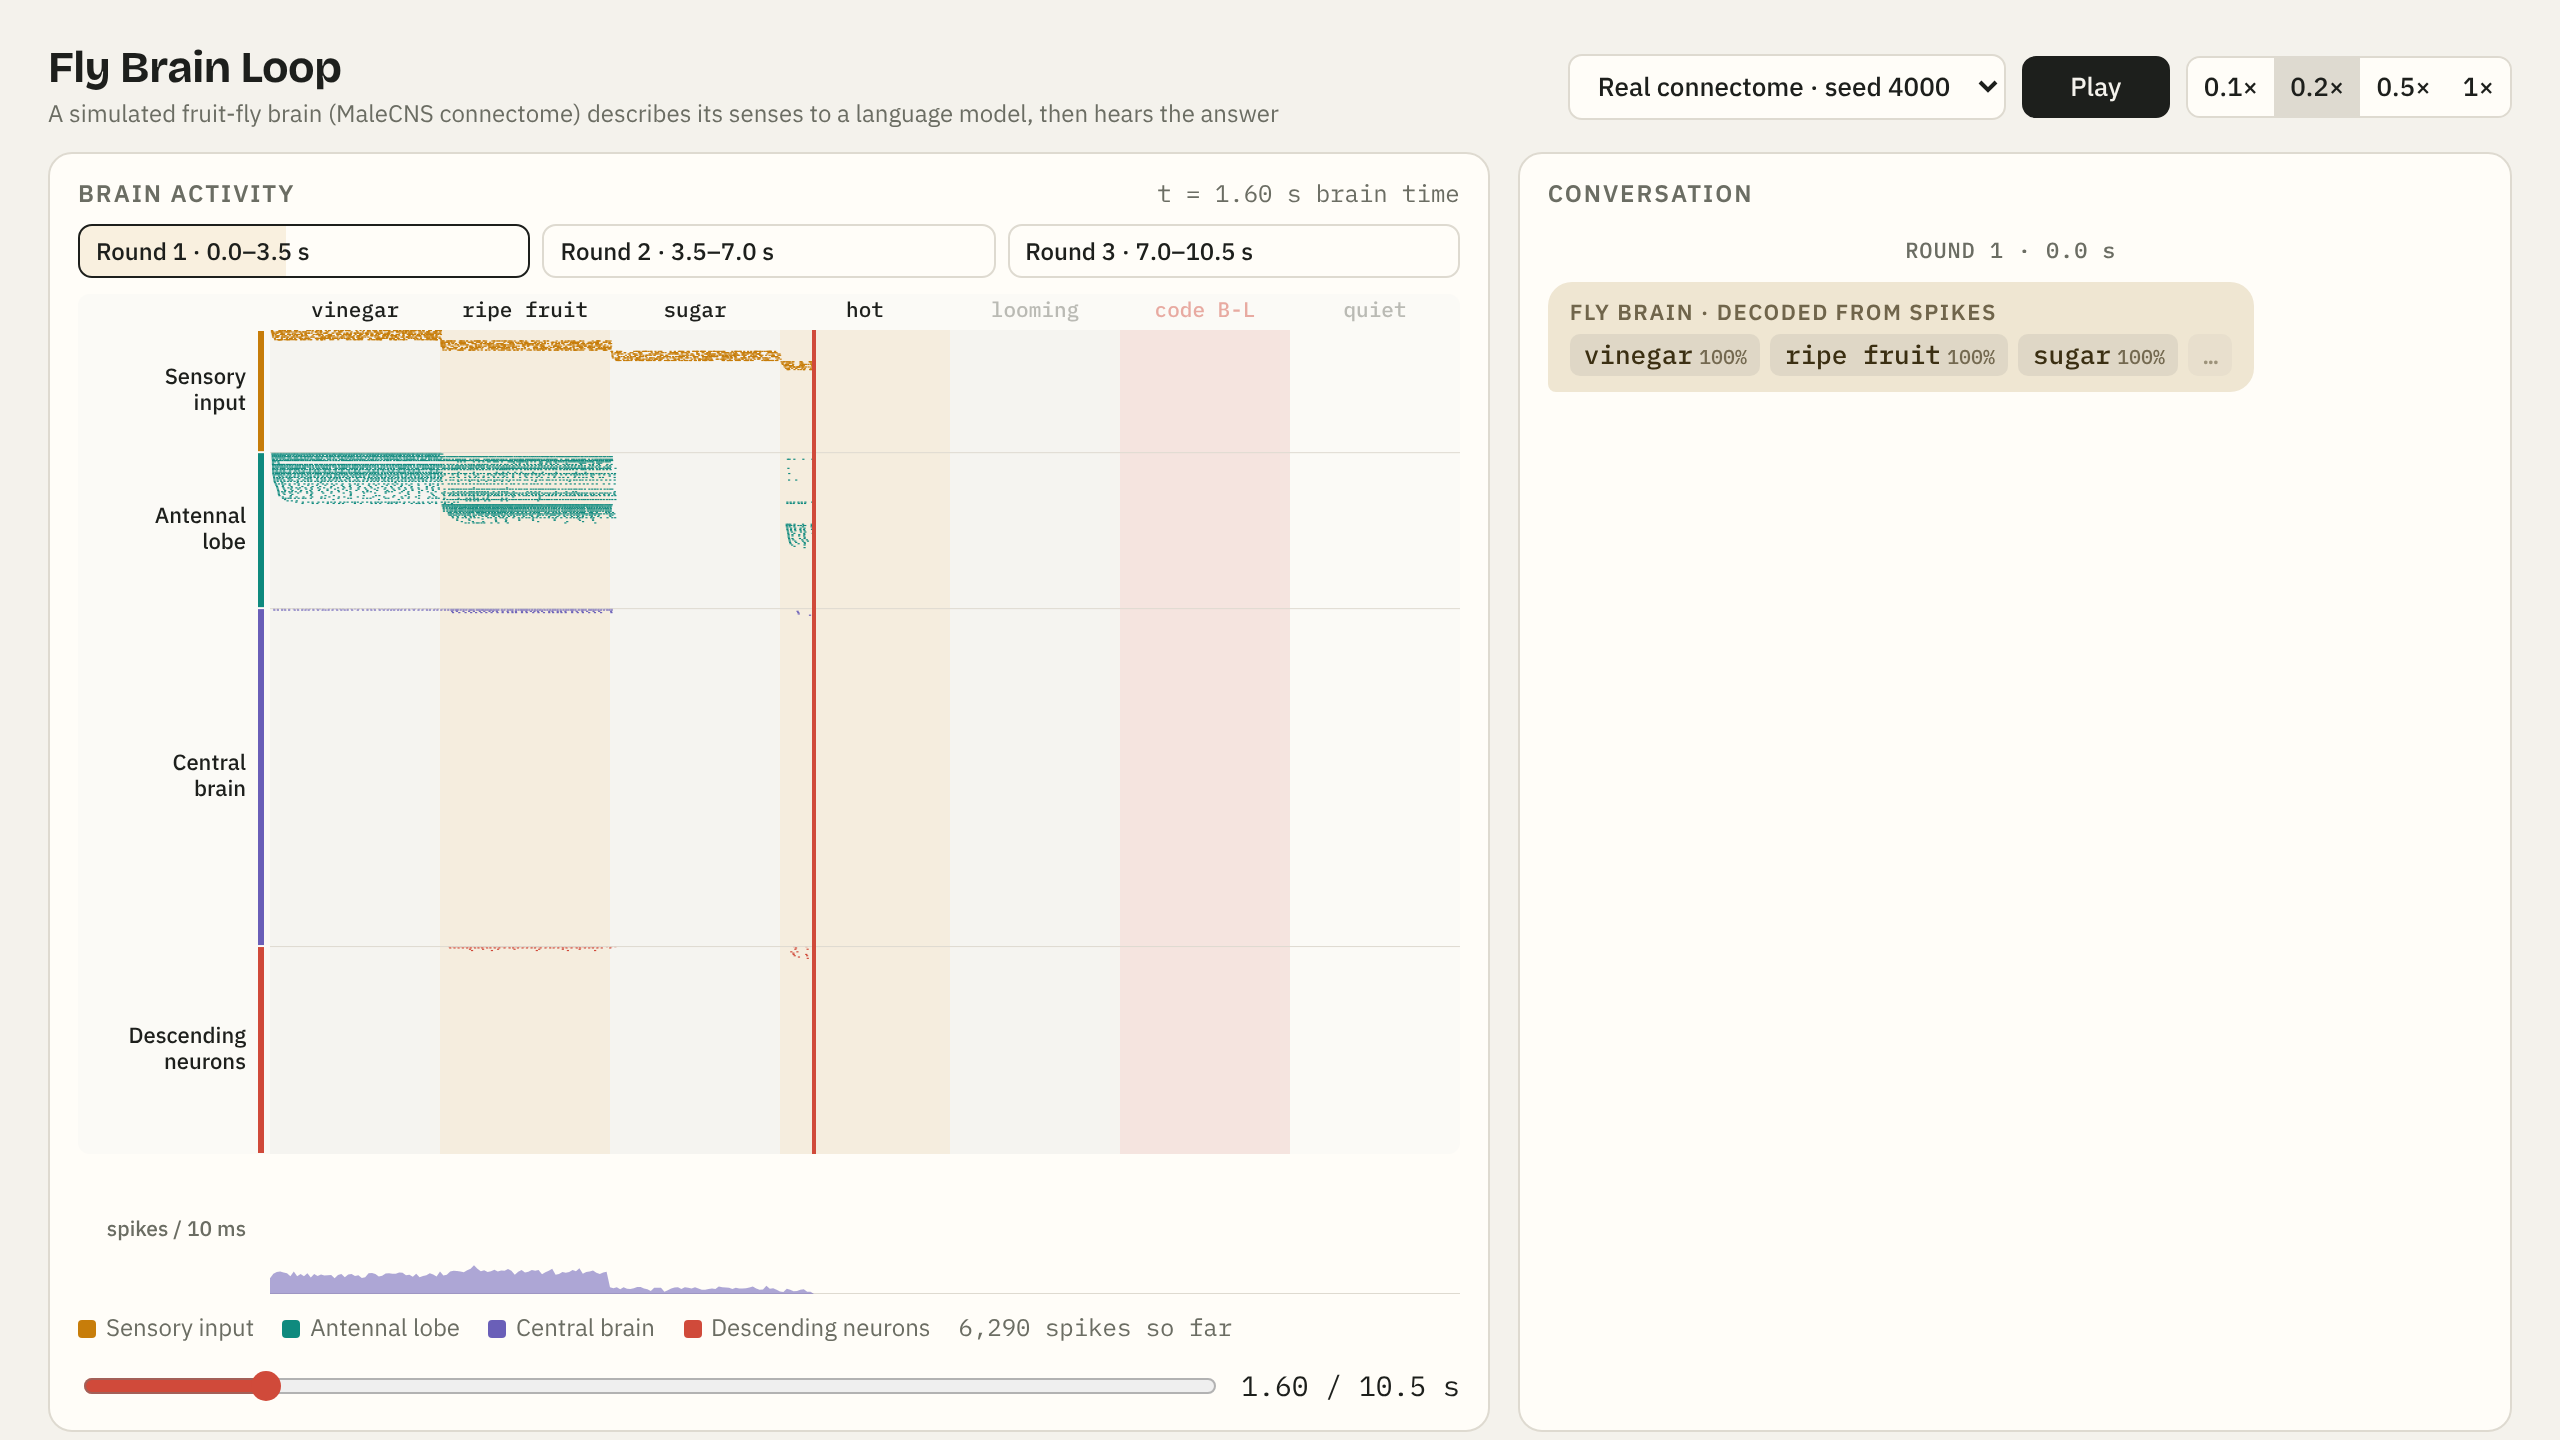 Fly Brain Loop
A simulated fruit-fly brain (MaleCNS connectome) describes its senses to a language model, then hears the answer
Real connectome · seed 4000
Play
0.1× 0.2× 0.5× 1×
BRAIN ACTIVITY
t = 1.60 s brain time
Round 1 · 0.0–3.5 s
Round 2 · 3.5–7.0 s
Round 3 · 7.0–10.5 s
vinegar ripe fruit sugar hot looming code B-L quiet
Sensory
input
Antennal
lobe
Central
brain
Descending
neurons
spikes / 10 ms
Sensory input Antennal lobe Central brain Descending neurons 6,290 spikes so far
1.60 / 10.5 s
CONVERSATION
ROUND 1 · 0.0 s
FLY BRAIN · DECODED FROM SPIKES
vinegar 100% ripe fruit 100% sugar 100% …